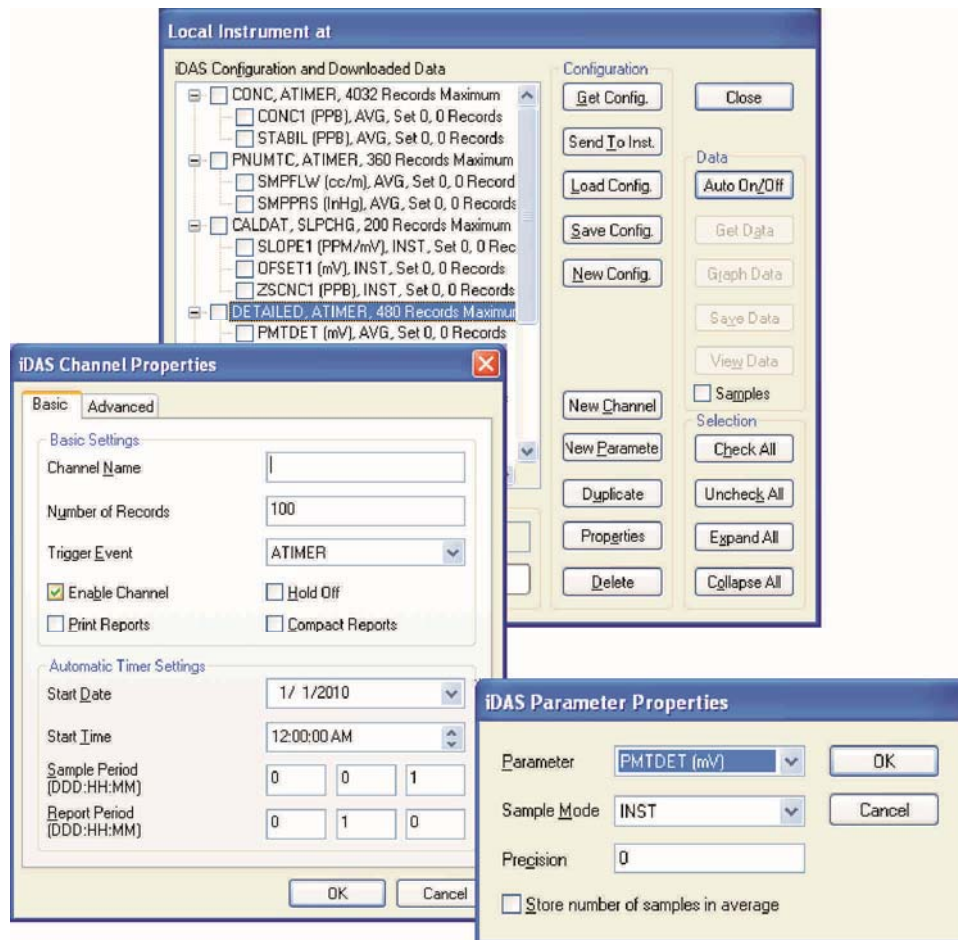 Local Instrument at
iDAS Configuration and Downloaded Data
CONC, ATIMER, 4032 Records Maximum
CONC1 (PPB), AVG, Set 0, 0 Records
STABIL (PPB), AVG, Set 0, 0 Records
PNUMTC, ATIMER, 360 Records Maximum
SMPFLW (cc/m), AVG, Set 0, 0 Record
SMPPRS (InHg), AVG, Set 0, 0 Records
CALDAT, SLPCHG, 200 Records Maximum
SLOPE1 (PPM/mV), INST, Set 0, 0 Rec
OFSET1 (mV), INST, Set 0, 0 Records
ZSCNC1 (PPB), INST, Set 0, 0 Records
DETAILED, ATIMER, 480 Records Maximur
PMTDET (mV), AVG, Set 0, 0 Records
Configuration
Get Config.
Send To Inst.
Load Config.
Save Config.
New Config.
New Channel
New Paramete
Duplicate
Properties
Delete
Close
Data
Auto On/Off
Get Data
Graph Data
Save Data
View Data
Samples
Selection
Check All
Uncheck All
Expand All
Collapse All
iDAS Channel Properties
Basic
Advanced
Basic Settings
Channel Name
Number of Records
100
Trigger Event
ATIMER
Enable Channel
Hold Off
Print Reports
Compact Reports
Automatic Timer Settings
Start Date
1/ 1/2010
Start Time
12:00:00 AM
Sample Period
(DDD:HH:MM)
0 0 1
Report Period
(DDD:HH:MM)
0 1 0
OK
Cancel
iDAS Parameter Properties
Parameter
PMTDET (mV)
OK
Sample Mode
INST
Cancel
Precision
0
Store number of samples in average